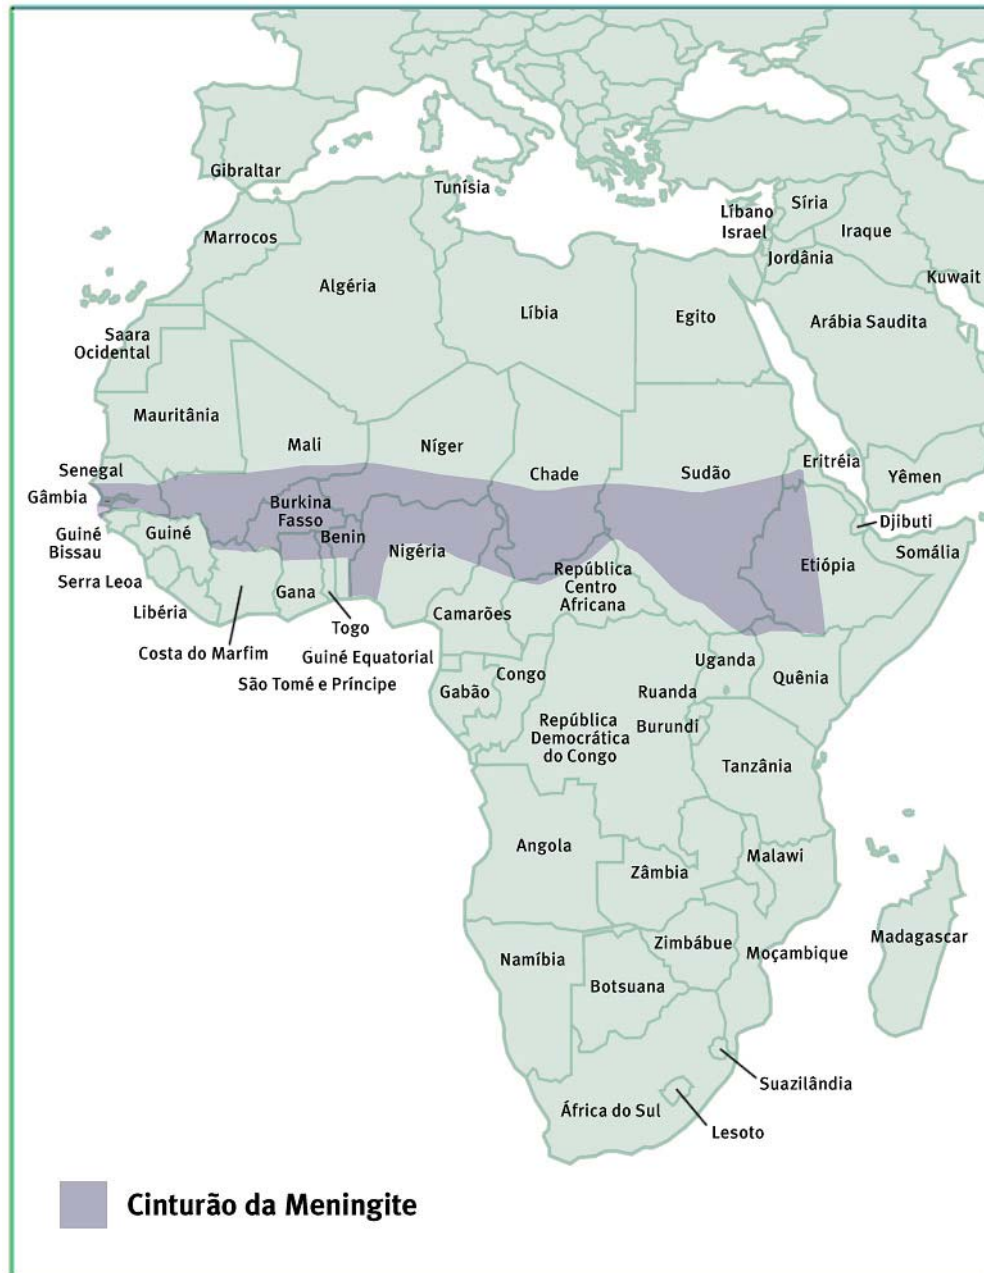 Gibraltar
Tunísia
Síria
Líbano
Israel
Iraque
Marrocos
Jordânia
Kuwait
Algéria
Líbia
Egito
Arábia Saudita
Saara
Ocidental
Mauritânia
Mali
Níger
Chade
Sudão
Eritréia
Yêmen
Senegal
Gâmbia
Burkina
Fasso
Benin
Djibuti
Guiné
Bissau
Guiné
Nigéria
Somália
Etiópia
Serra Leoa
Gana
República
Centro
Africana
Libéria
Camarões
Togo
Costa do Marfim
Guiné Equatorial
São Tomé e Príncipe
Uganda
Congo
Gabão
Quênia
Ruanda
República
Democrática
do Congo
Burundi
Tanzânia
Angola
Malawi
Zâmbia
Madagascar
Zimbábue
Moçambique
Namíbia
Botsuana
Suazilândia
África do Sul
Lesoto
Cinturão da Meningite